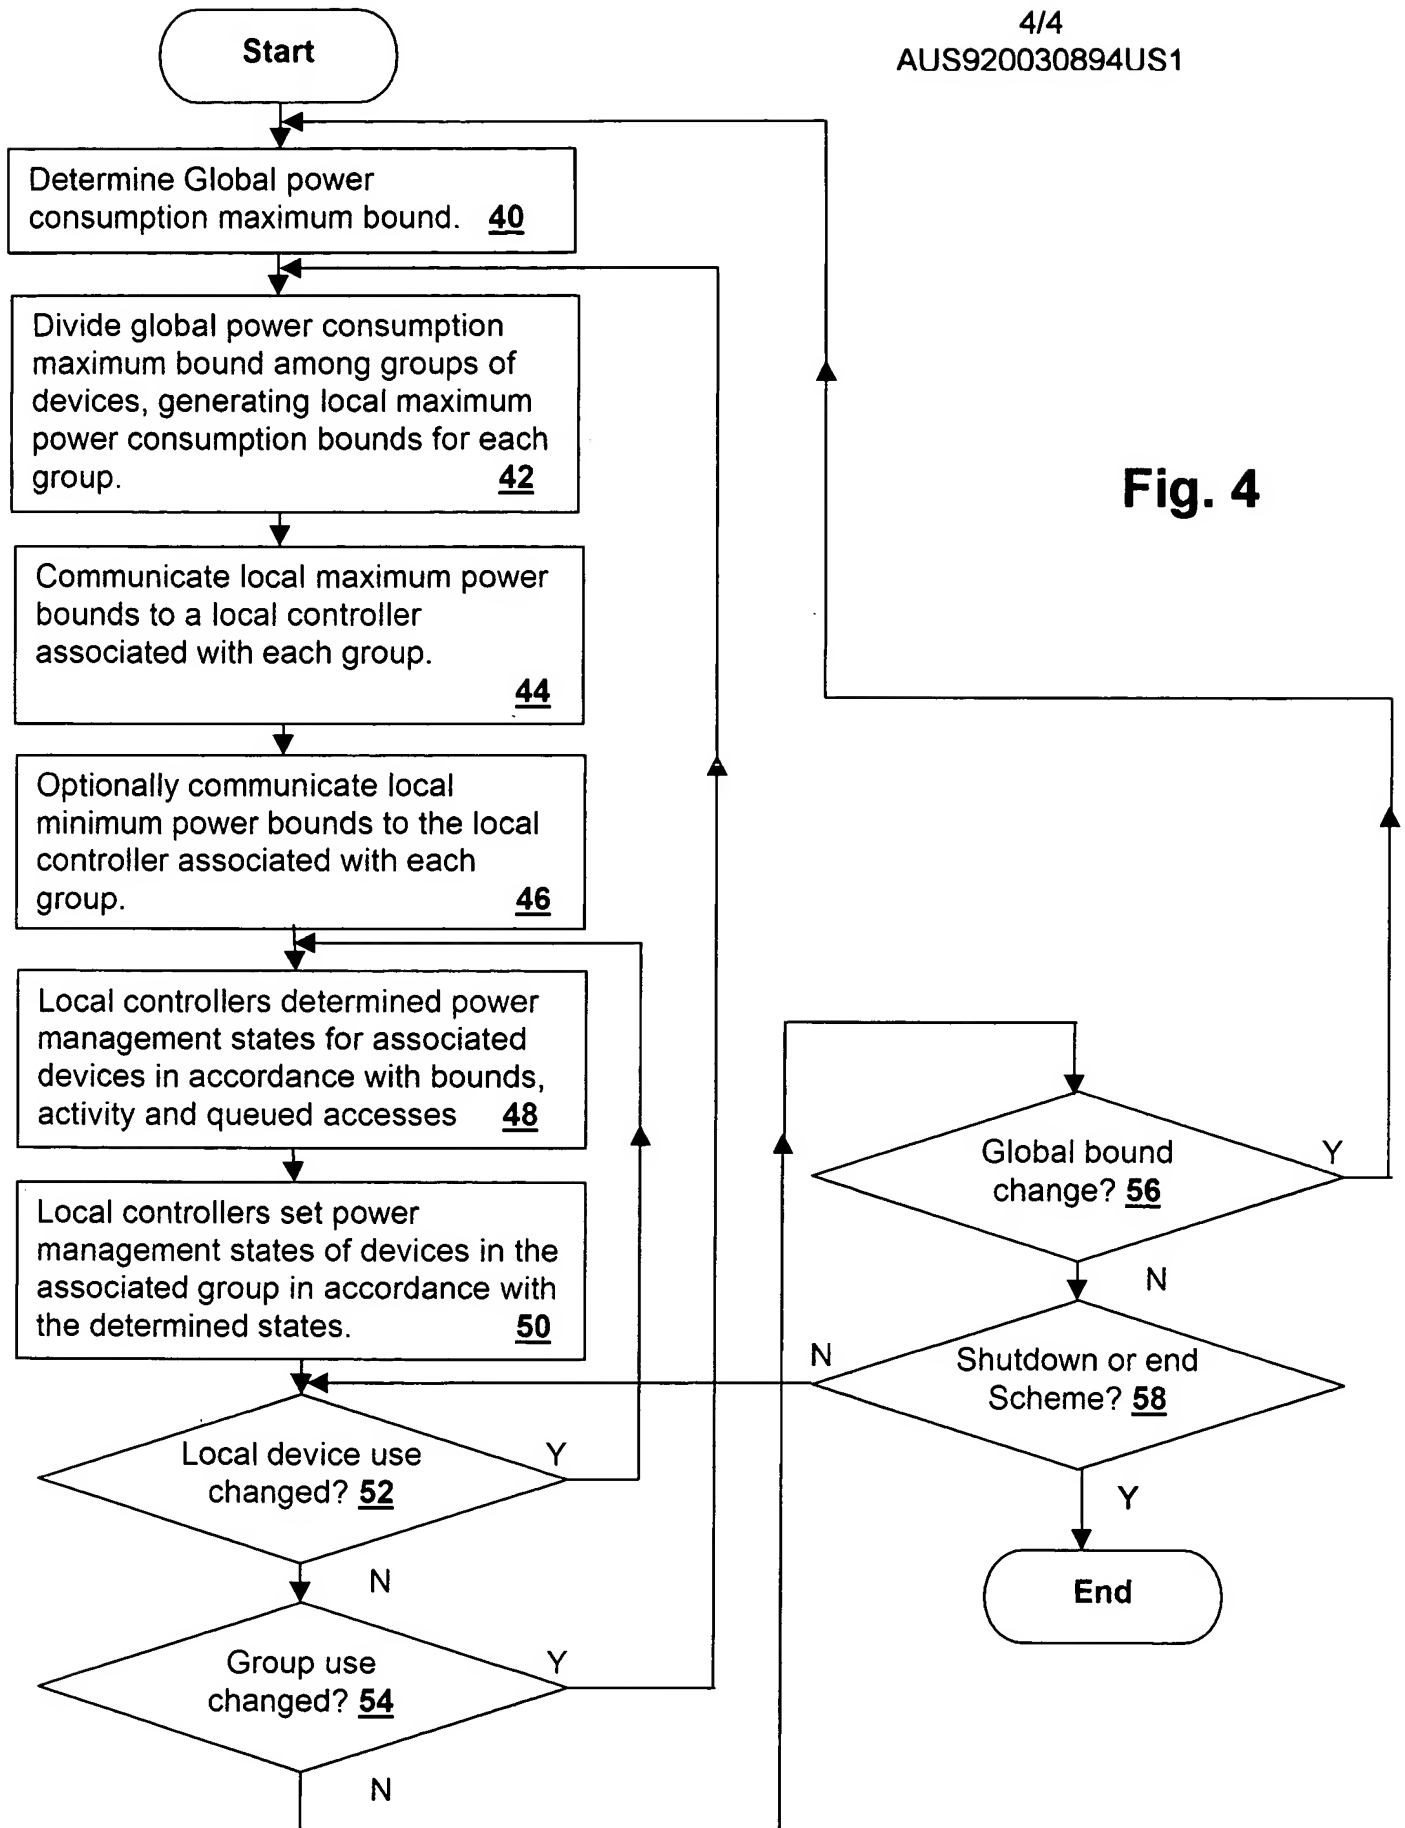 4/4
AUS920030894US1
Start
Determine Global power
consumption maximum bound. 40
Divide global power consumption
maximum bound among groups of
devices, generating local maximum
power consumption bounds for each
group. 42
Fig. 4
Communicate local maximum power
bounds to a local controller
associated with each group.
44
Optionally communicate local
minimum power bounds to the local
controller associated with each
group. 46
Local controllers determined power
management states for associated
devices in accordance with bounds,
activity and queued accesses 48
Local controllers set power
management states of devices in the
associated group in accordance with
the determined states. 50
Local device use
changed? 52
Y
N
Group use
changed? 54
Y
N
Global bound
change? 56
Y
N
Shutdown or end
Scheme? 58
N
Y
End